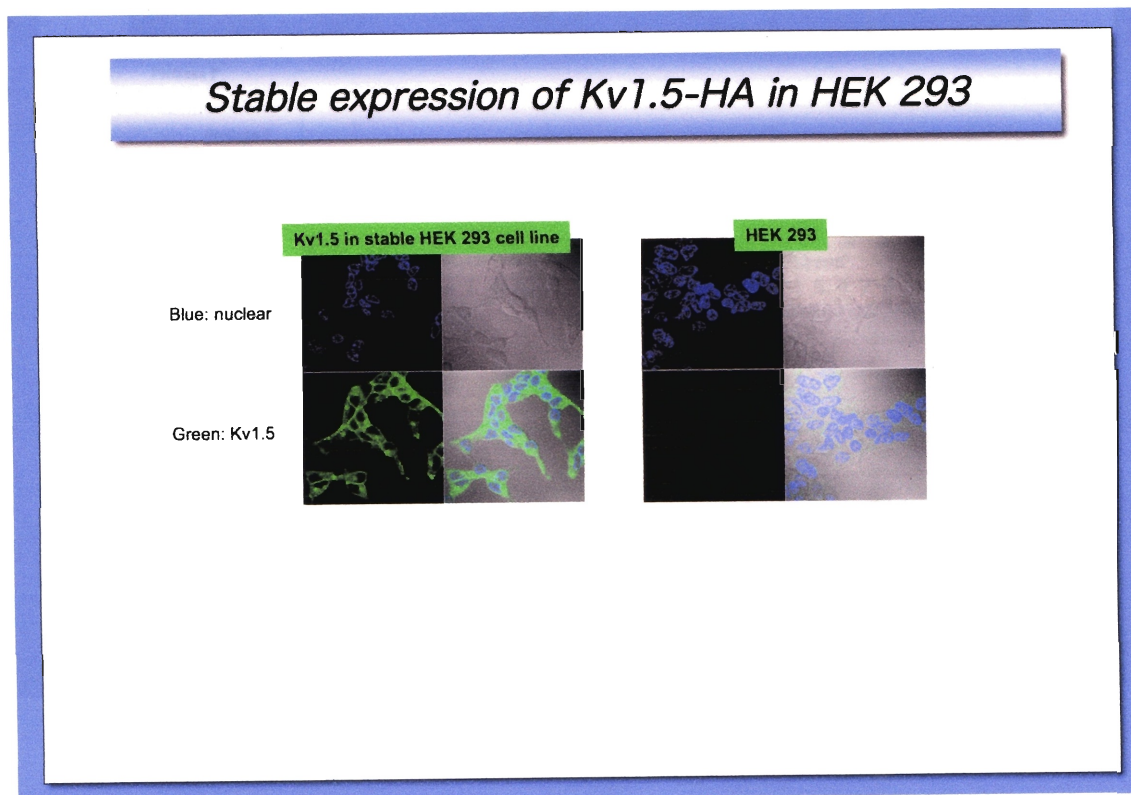 Stable expression of Kv1.5-HA in HEK 293
Kv1.5 in stable HEK 293 cell line
HEK 293
Blue: nuclear
Green: Kv1.5